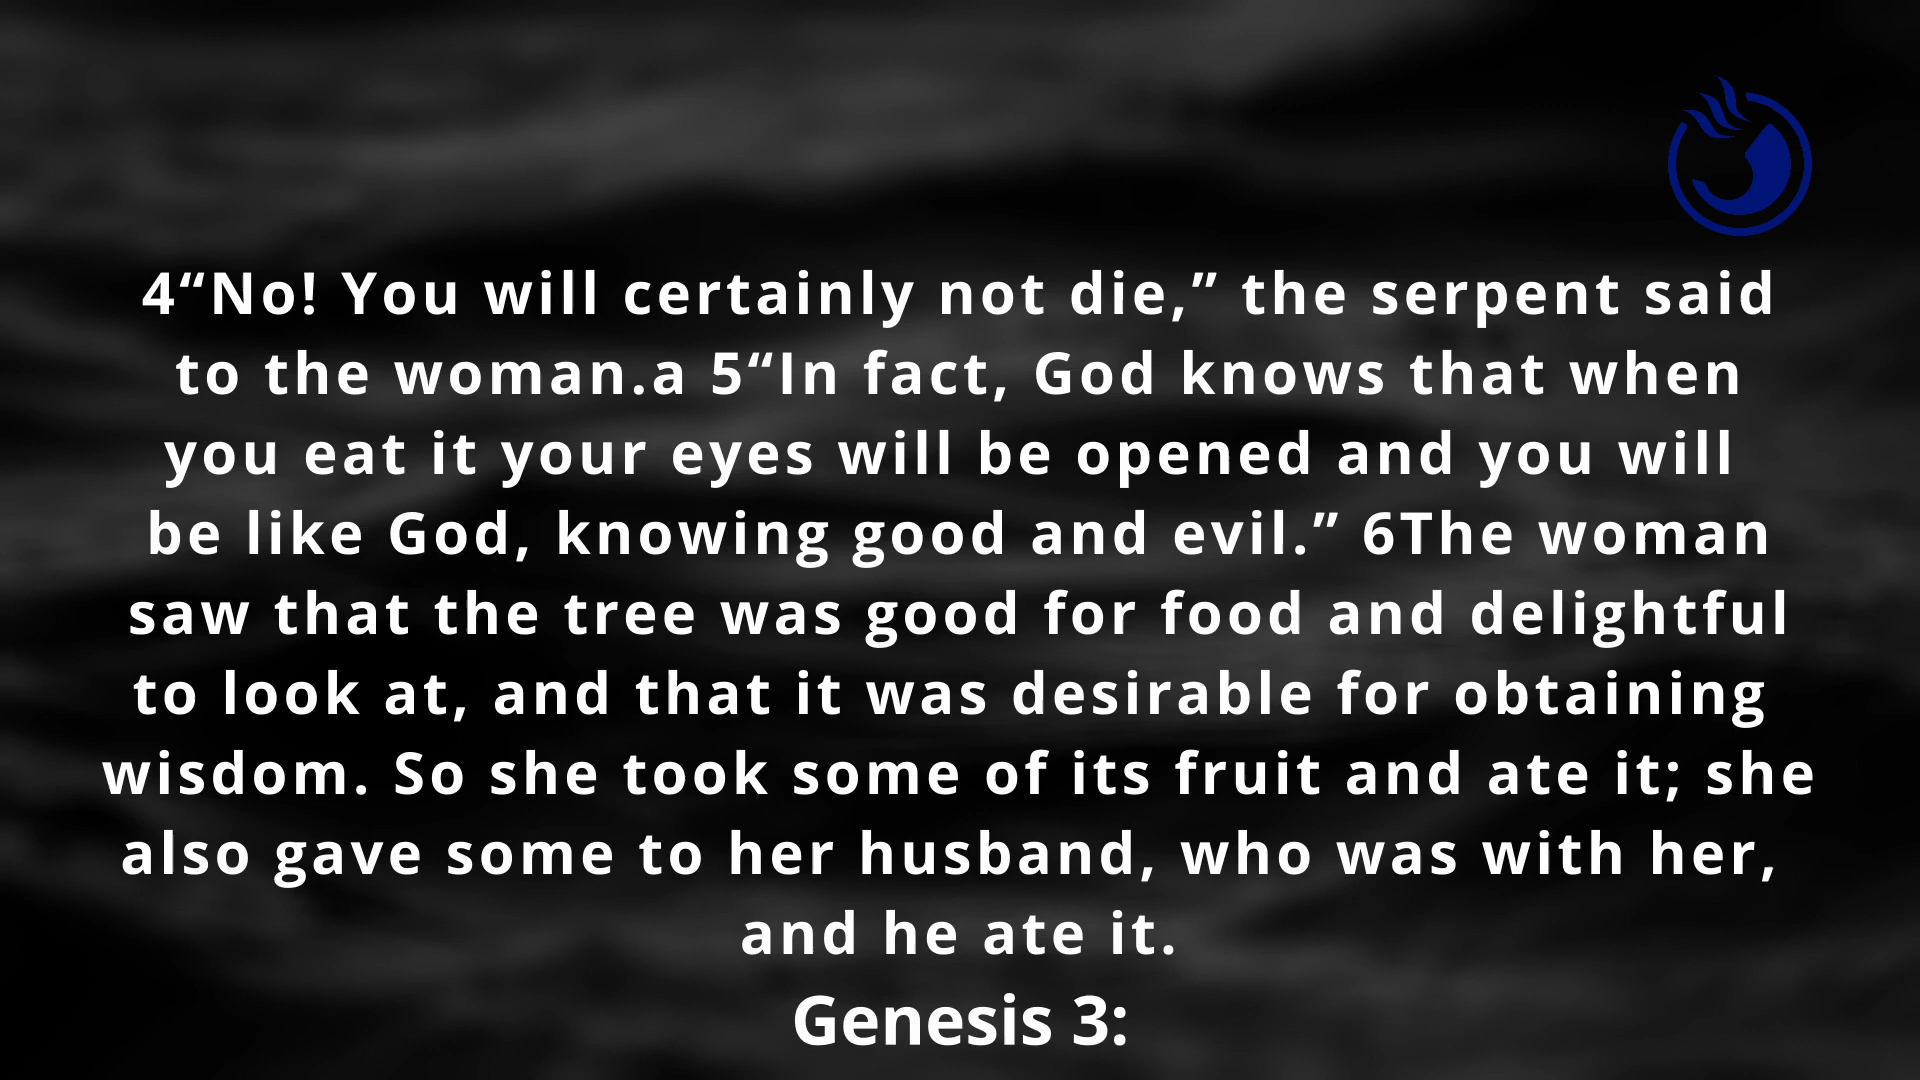 4“No! You will certainly not die,” the serpent said
to the woman.a 5“In fact, God knows that when
you eat it your eyes will be opened and you will
be like God, knowing good and evil.” 6The woman
saw that the tree was good for food and delightful
to look at, and that it was desirable for obtaining
wisdom. So she took some of its fruit and ate it; she
also gave some to her husband, who was with her,
and he ate it.
Genesis 3: